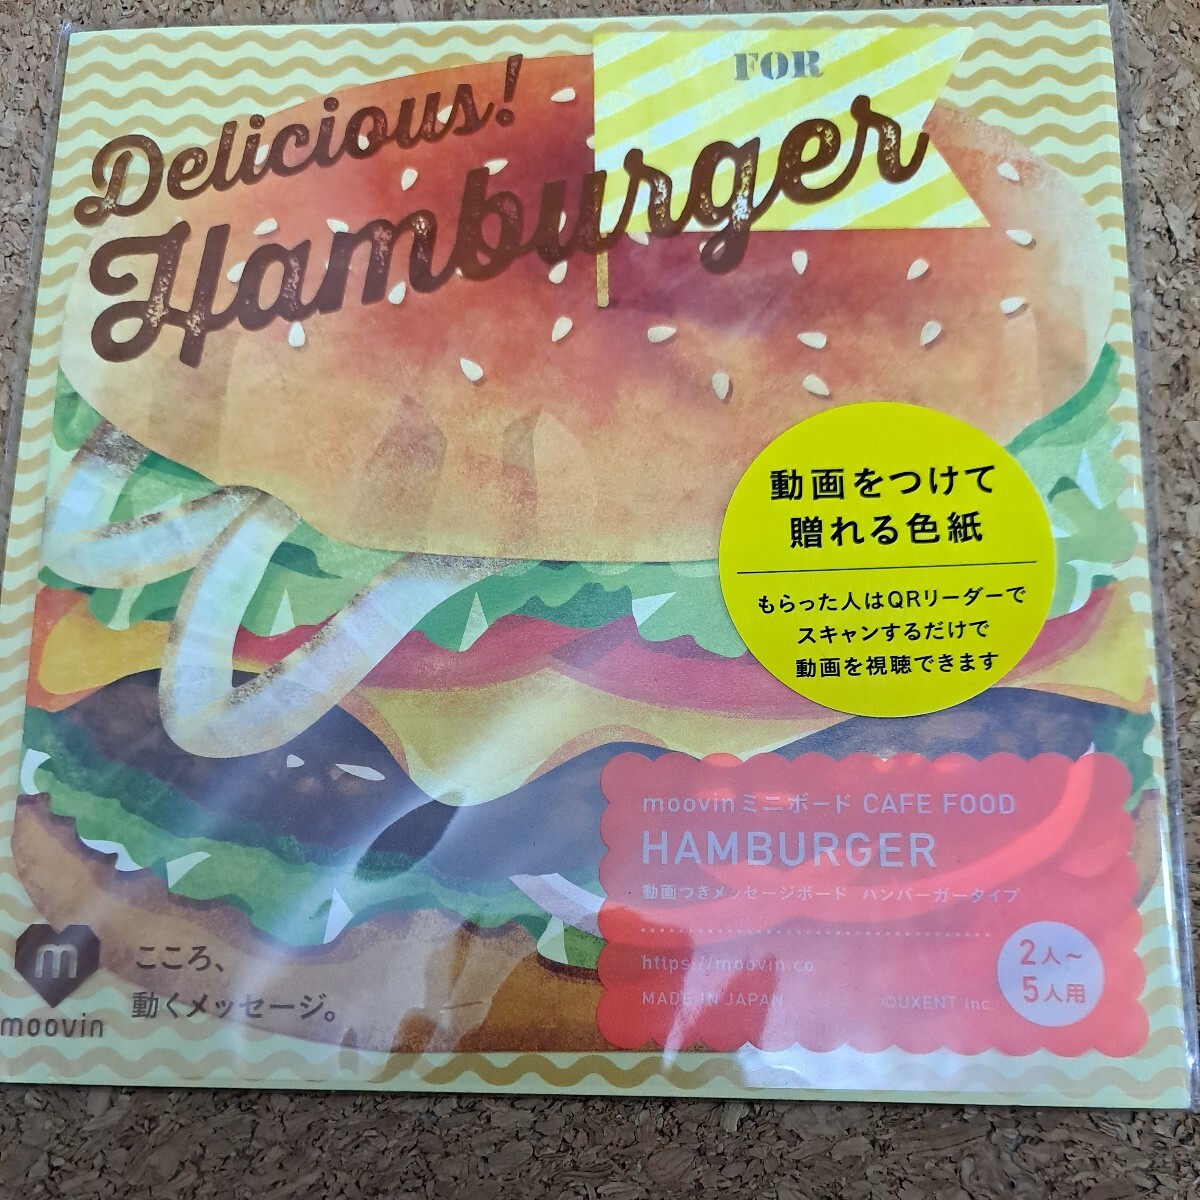 FOR
Delicious!
Hamburger
動画をつけて
贈れる色紙
もらった人はQRリーダーで
スキャンするだけで
動画を視聴できます
moovinミニボード CAFE FOOD
HAMBURGER
動画つきメッセージボード ハンバーガータイプ
https://moovin.co
MADE IN JAPAN ©UXENT Inc.
2人〜
5人用
m
moovin
こころ、
動くメッセージ。